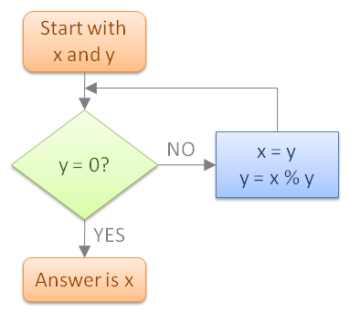 Start with
x and y
y = 0?
NO
x = y
y = x % y
YES
Answer is x